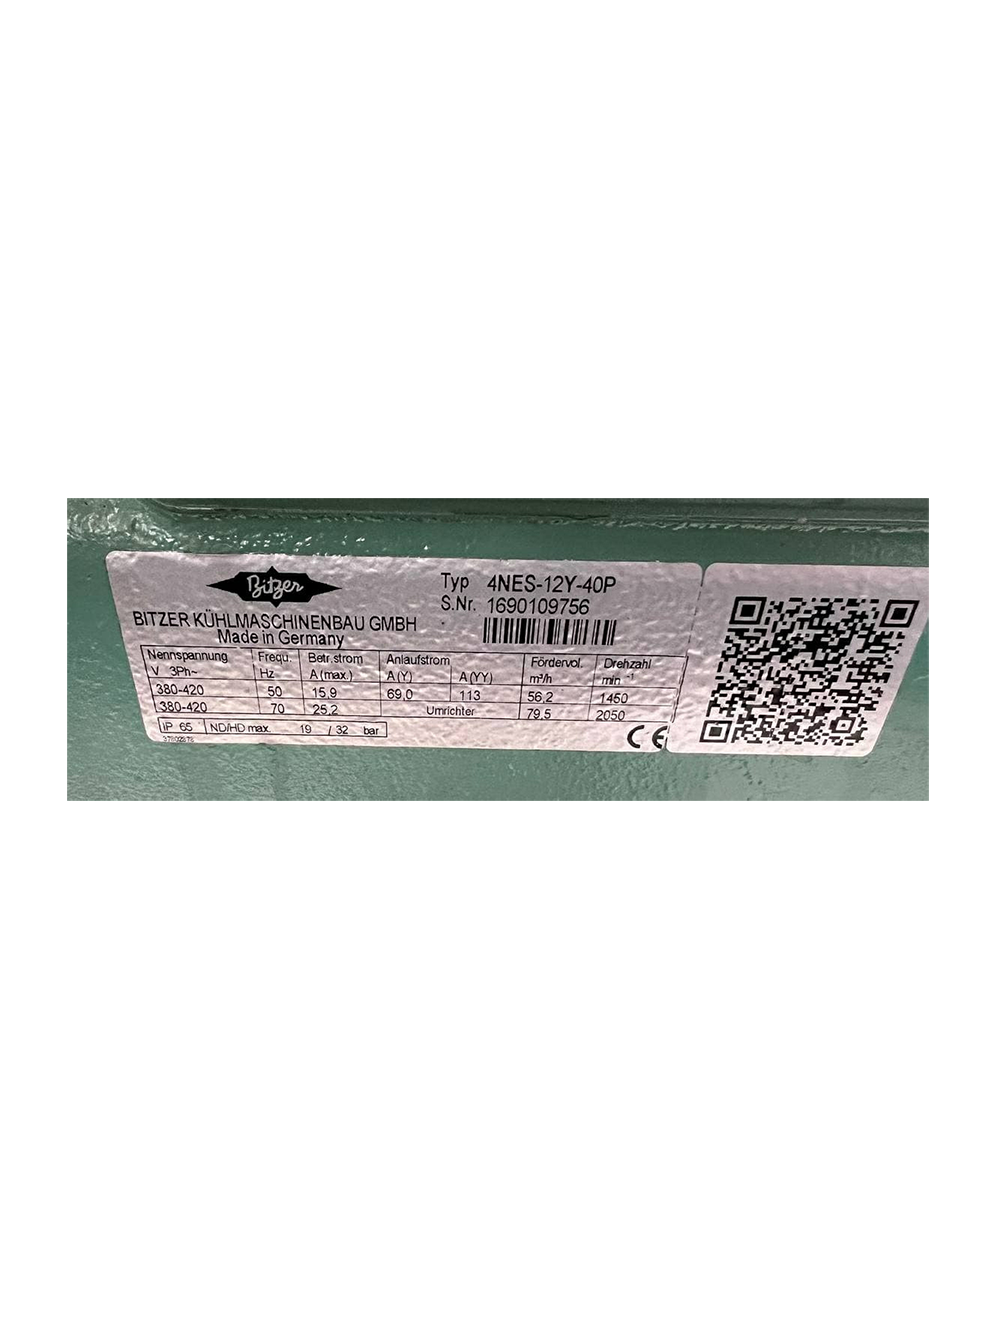 Bitzer
BITZER KÜHLMASCHINENBAU GMBH
Made in Germany
Typ 4NES-12Y-40P
S.Nr. 1690109756
Nennspannung Frequ. Betr.strom Anlaufstrom Fördervol. Drehzahl
V 3Ph~ Hz A (max.) A (Y) A (YY) m³/h min -1
380-420 50 15,9 69,0 113 56,2 1450
380-420 70 25,2 Umrichter 79,5 2050
IP 65 ND/HD max. 19 / 32 bar
CE